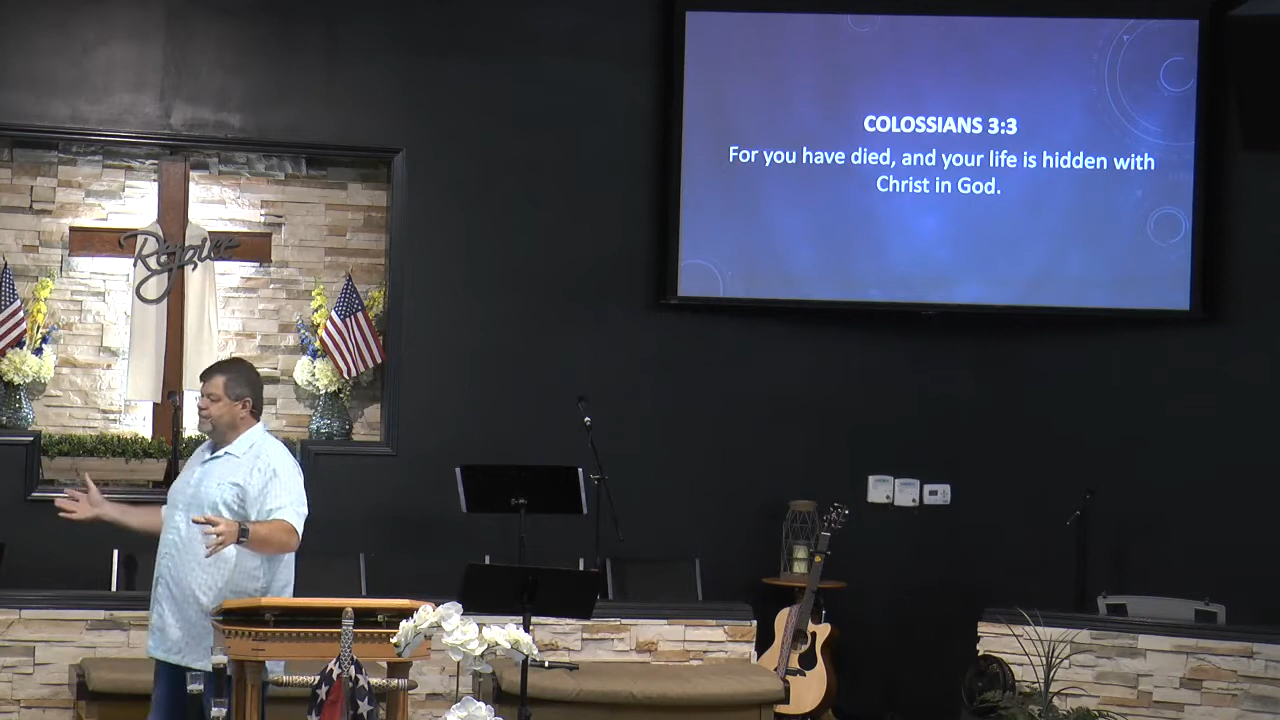 Rejoice
COLOSSIANS 3:3
For you have died, and your life is hidden with
Christ in God.